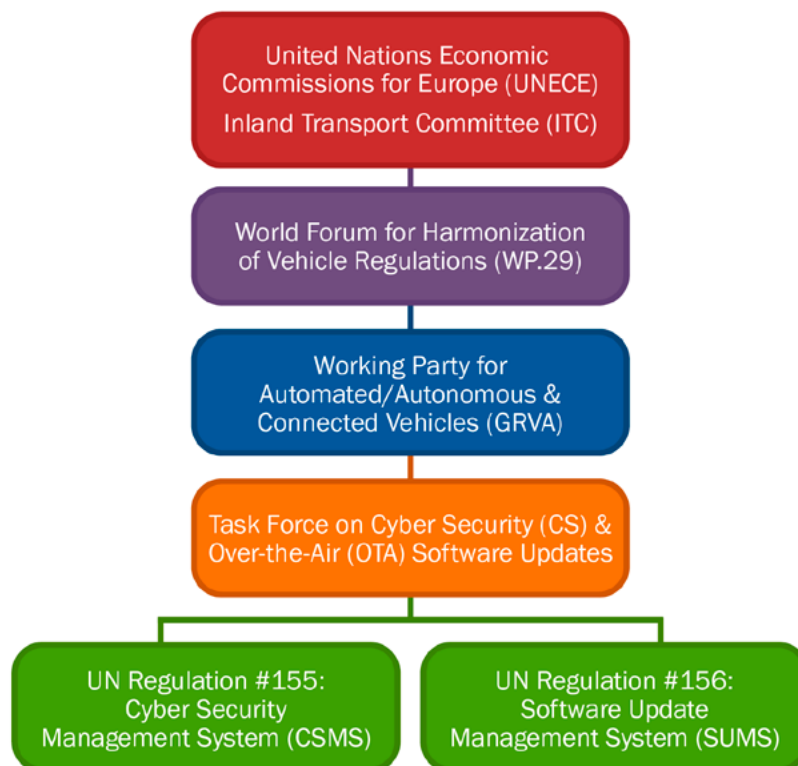 United Nations Economic
Commissions for Europe (UNECE)
Inland Transport Committee (ITC)
World Forum for Harmonization
of Vehicle Regulations (WP.29)
Working Party for
Automated/Autonomous &
Connected Vehicles (GRVA)
Task Force on Cyber Security (CS) &
Over-the-Air (OTA) Software Updates
UN Regulation #155:
Cyber Security
Management System (CSMS)
UN Regulation #156:
Software Update
Management System (SUMS)